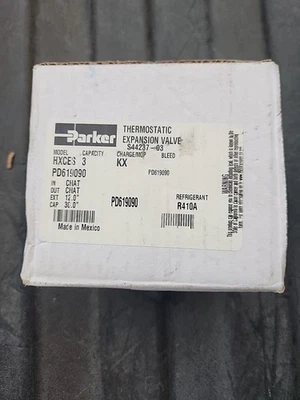 Parker
THERMOSTATIC
EXPANSION VALVE
S44237-03
MODEL CAPACITY CHARGE/MOP BLEED
HXCES 3 KX
PD619090 PD619090
IN CHAT
OUT CHAT
EXT 12.0"
CAP 30.0"
PD619090
REFRIGERANT
R410A
Made in Mexico
WARNING